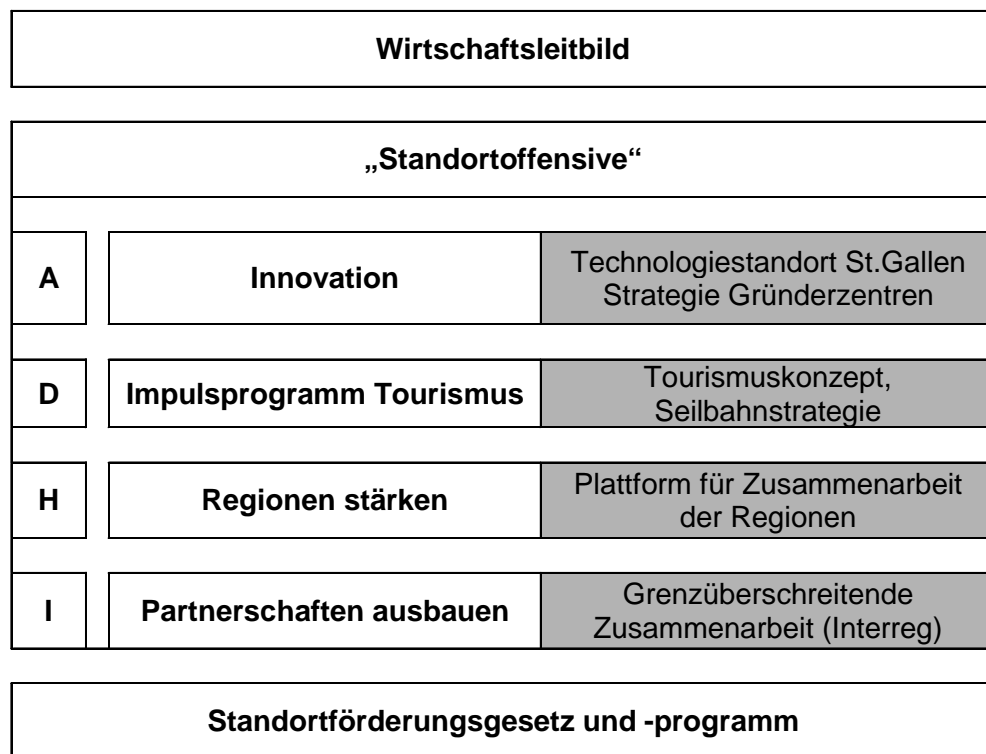 Wirtschaftsleitbild
„Standortoffensive“
A
Innovation
Technologiestandort St.Gallen
Strategie Gründerzentren
D
Impulsprogramm Tourismus
Tourismuskonzept,
Seilbahnstrategie
H
Regionen stärken
Plattform für Zusammenarbeit
der Regionen
I
Partnerschaften ausbauen
Grenzüberschreitende
Zusammenarbeit (Interreg)
Standortförderungsgesetz und -programm